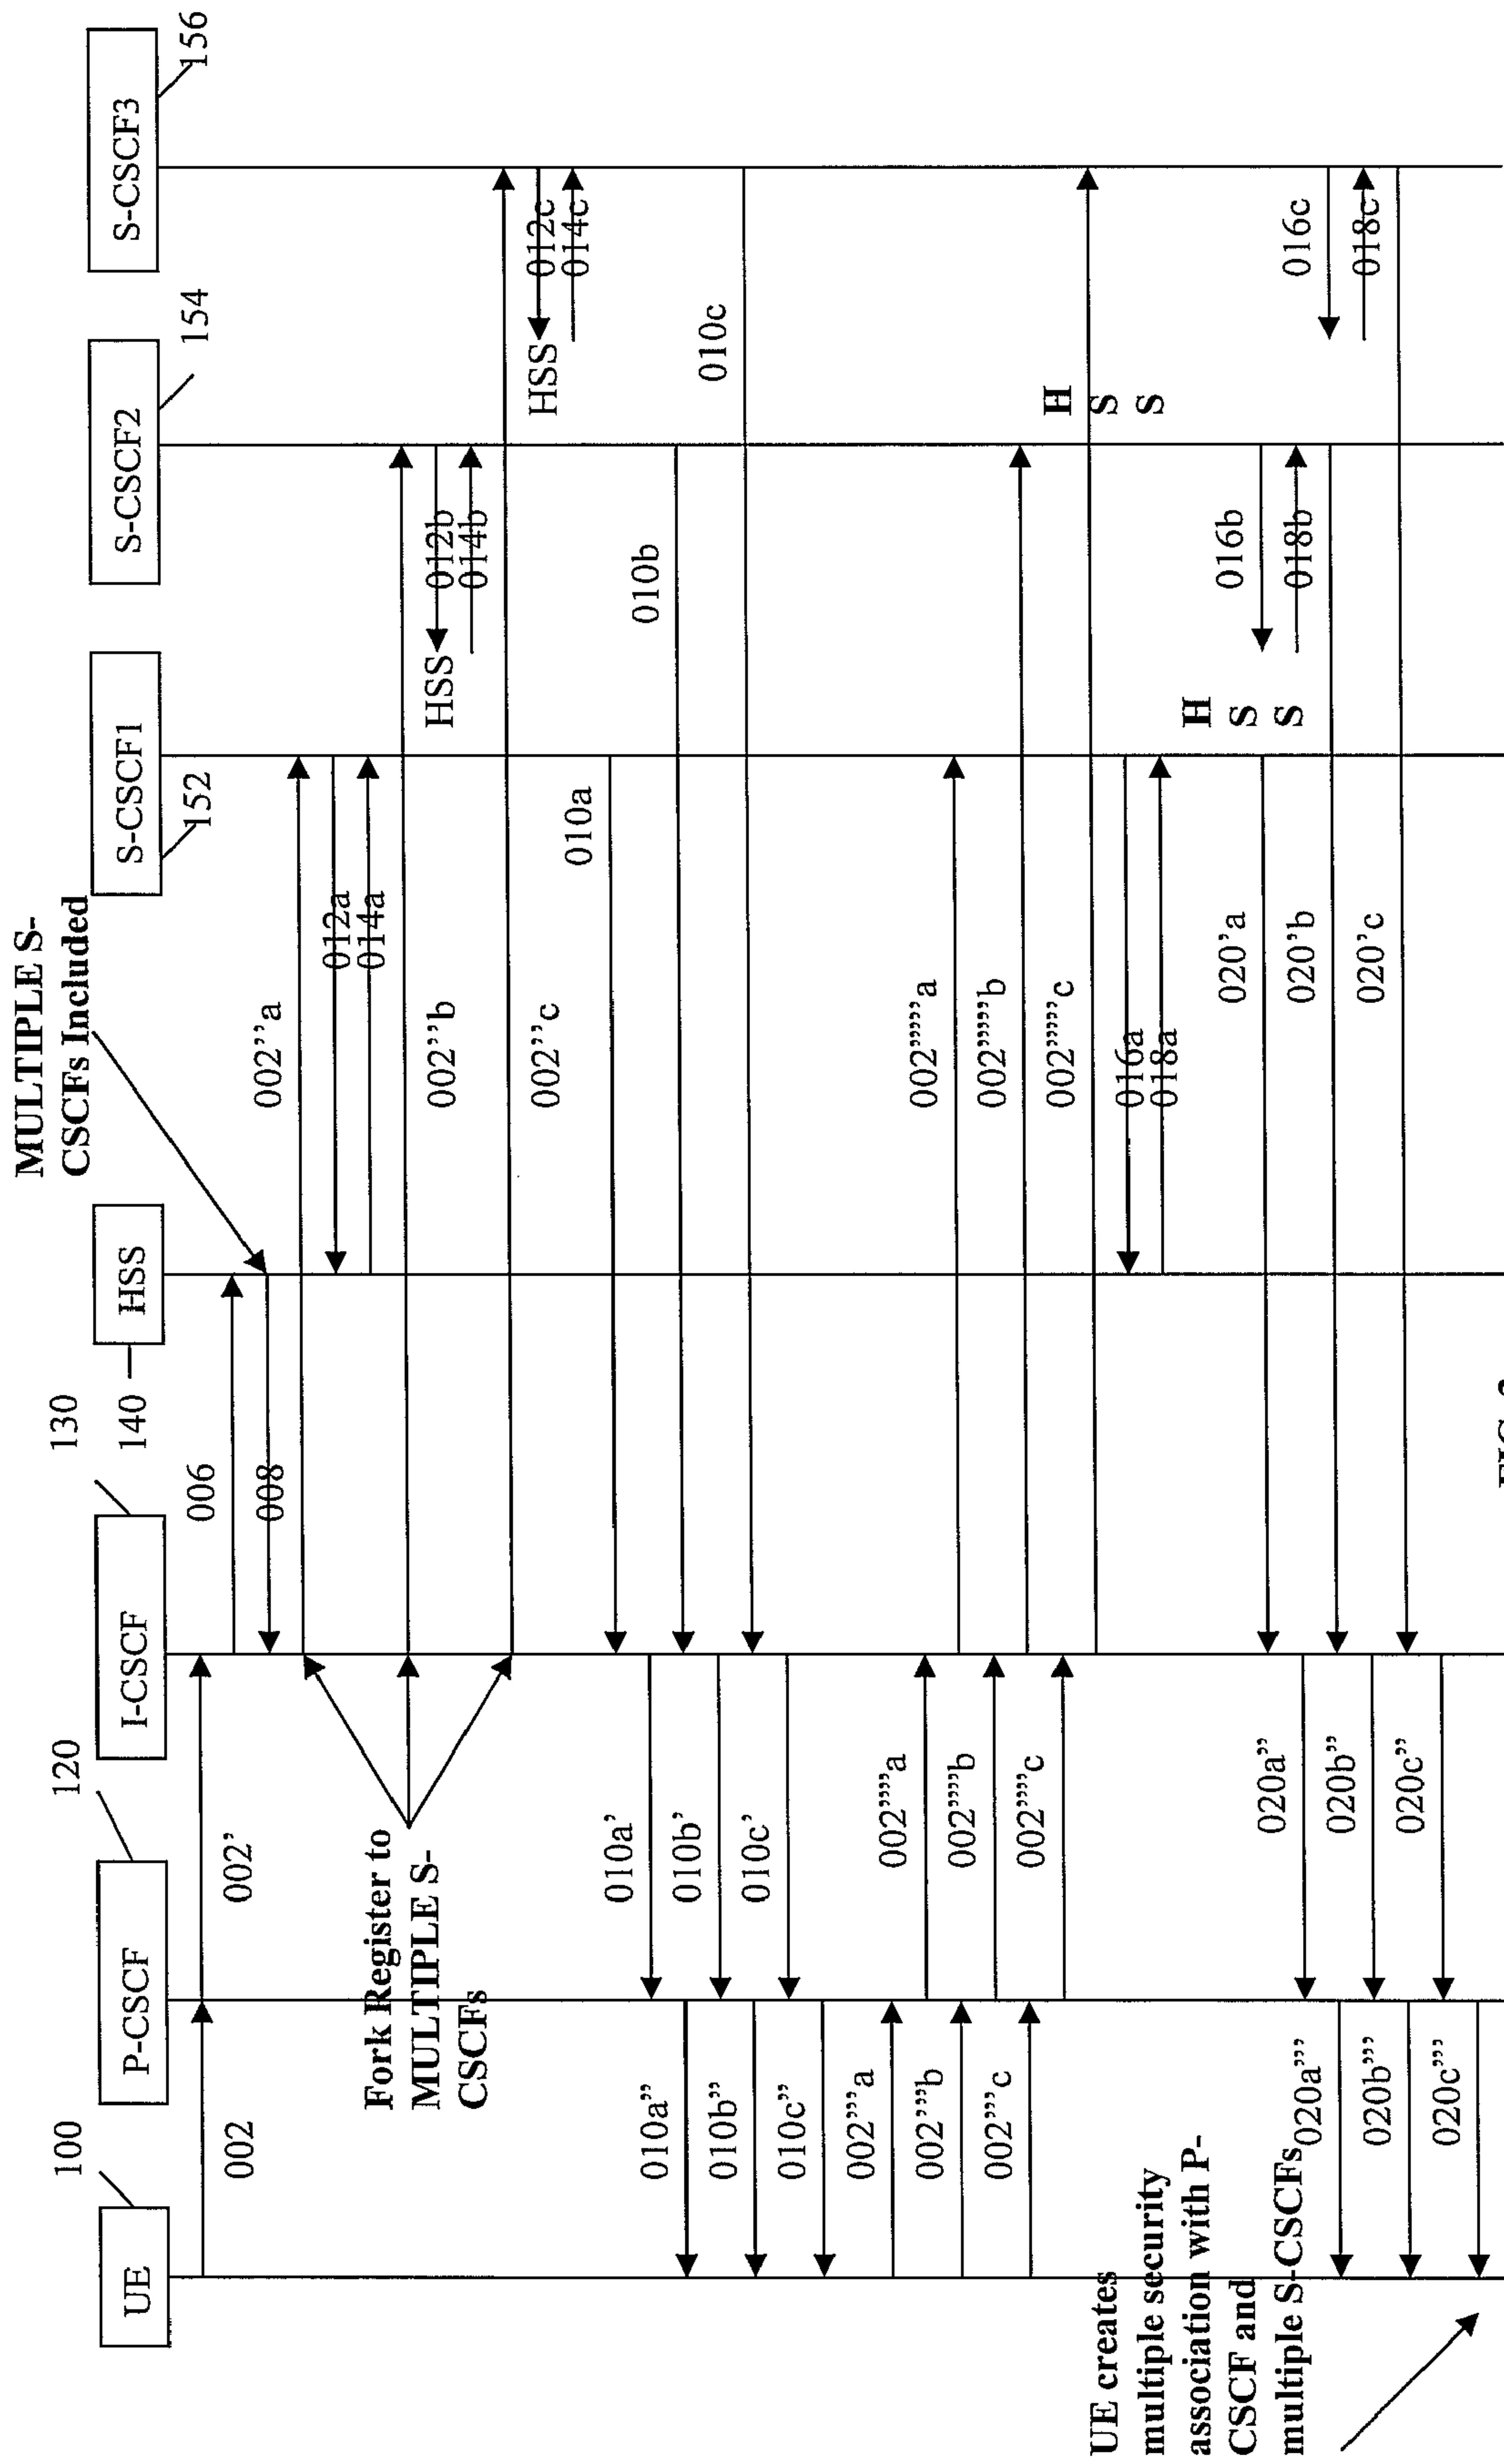 UE
100
P-CSCF
120
I-CSCF
130
HSS
140
S-CSCF1
152
S-CSCF2
154
S-CSCF3
156
MULTIPLE S-
CSCFs Included
002
002'
006
008
002''a
012a
014a
002''b
HSS
012b
014b
002''c
HSS
012c
014c
Fork Register to
MULTIPLE S-
CSCFs
010a
010b
010c
010a'
010b'
010c'
010a''
010b''
010c''
002'''a
002'''b
002'''c
002''''a
002''''b
002''''c
002'''''a
002'''''b
002'''''c
016a
018a
H
S
S
016b
018b
H
S
S
016c
018c
020'a
020'b
020'c
020a''
020b''
020c''
020a'''
020b'''
020c'''
UE creates
multiple security
association with P-
CSCF and
multiple S-CSCFs